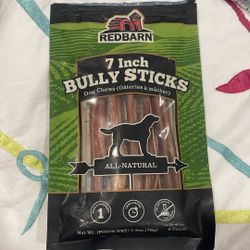 REDBARN
7 Inch
BULLY STICKS
Dog Chews (Gâteries à mâcher)
ALL-NATURAL
1